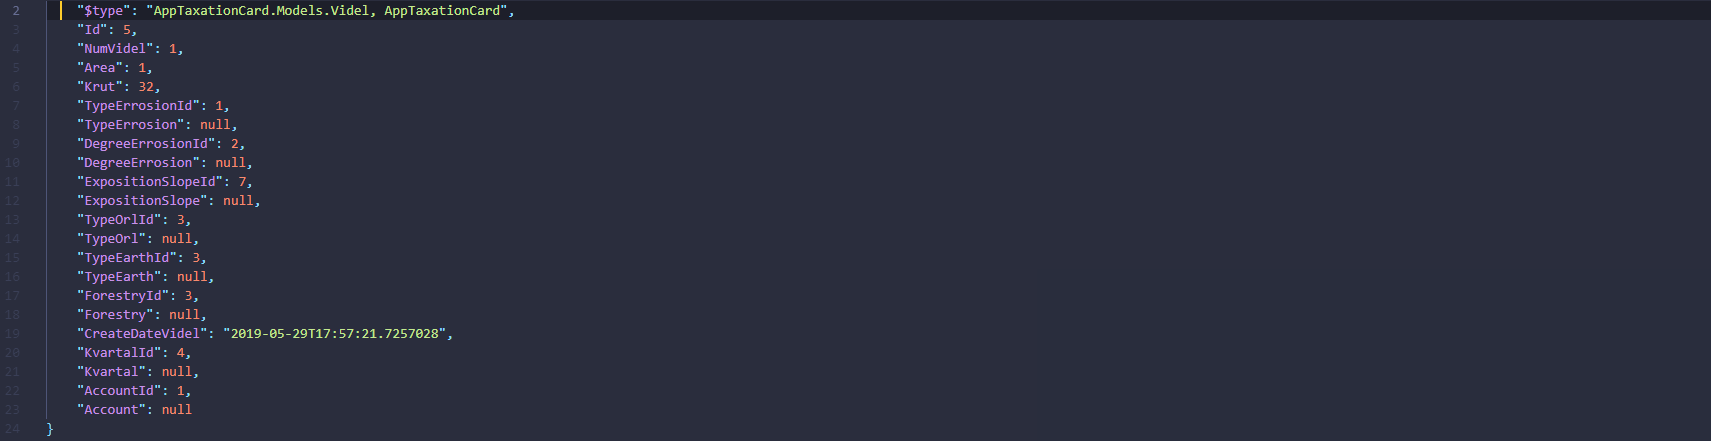 2 "$type": "AppTaxationCard.Models.Videl, AppTaxationCard",
3 "Id": 5,
4 "NumVidel": 1,
5 "Area": 1,
6 "Krut": 32,
7 "TypeErrosionId": 1,
8 "TypeErrosion": null,
9 "DegreeErrosionId": 2,
10 "DegreeErrosion": null,
11 "ExpositionSlopeId": 7,
12 "ExpositionSlope": null,
13 "TypeOrlId": 3,
14 "TypeOrl": null,
15 "TypeEarthId": 3,
16 "TypeEarth": null,
17 "ForestryId": 3,
18 "Forestry": null,
19 "CreateDateVidel": "2019-05-29T17:57:21.7257028",
20 "KvartalId": 4,
21 "Kvartal": null,
22 "AccountId": 1,
23 "Account": null
24 }